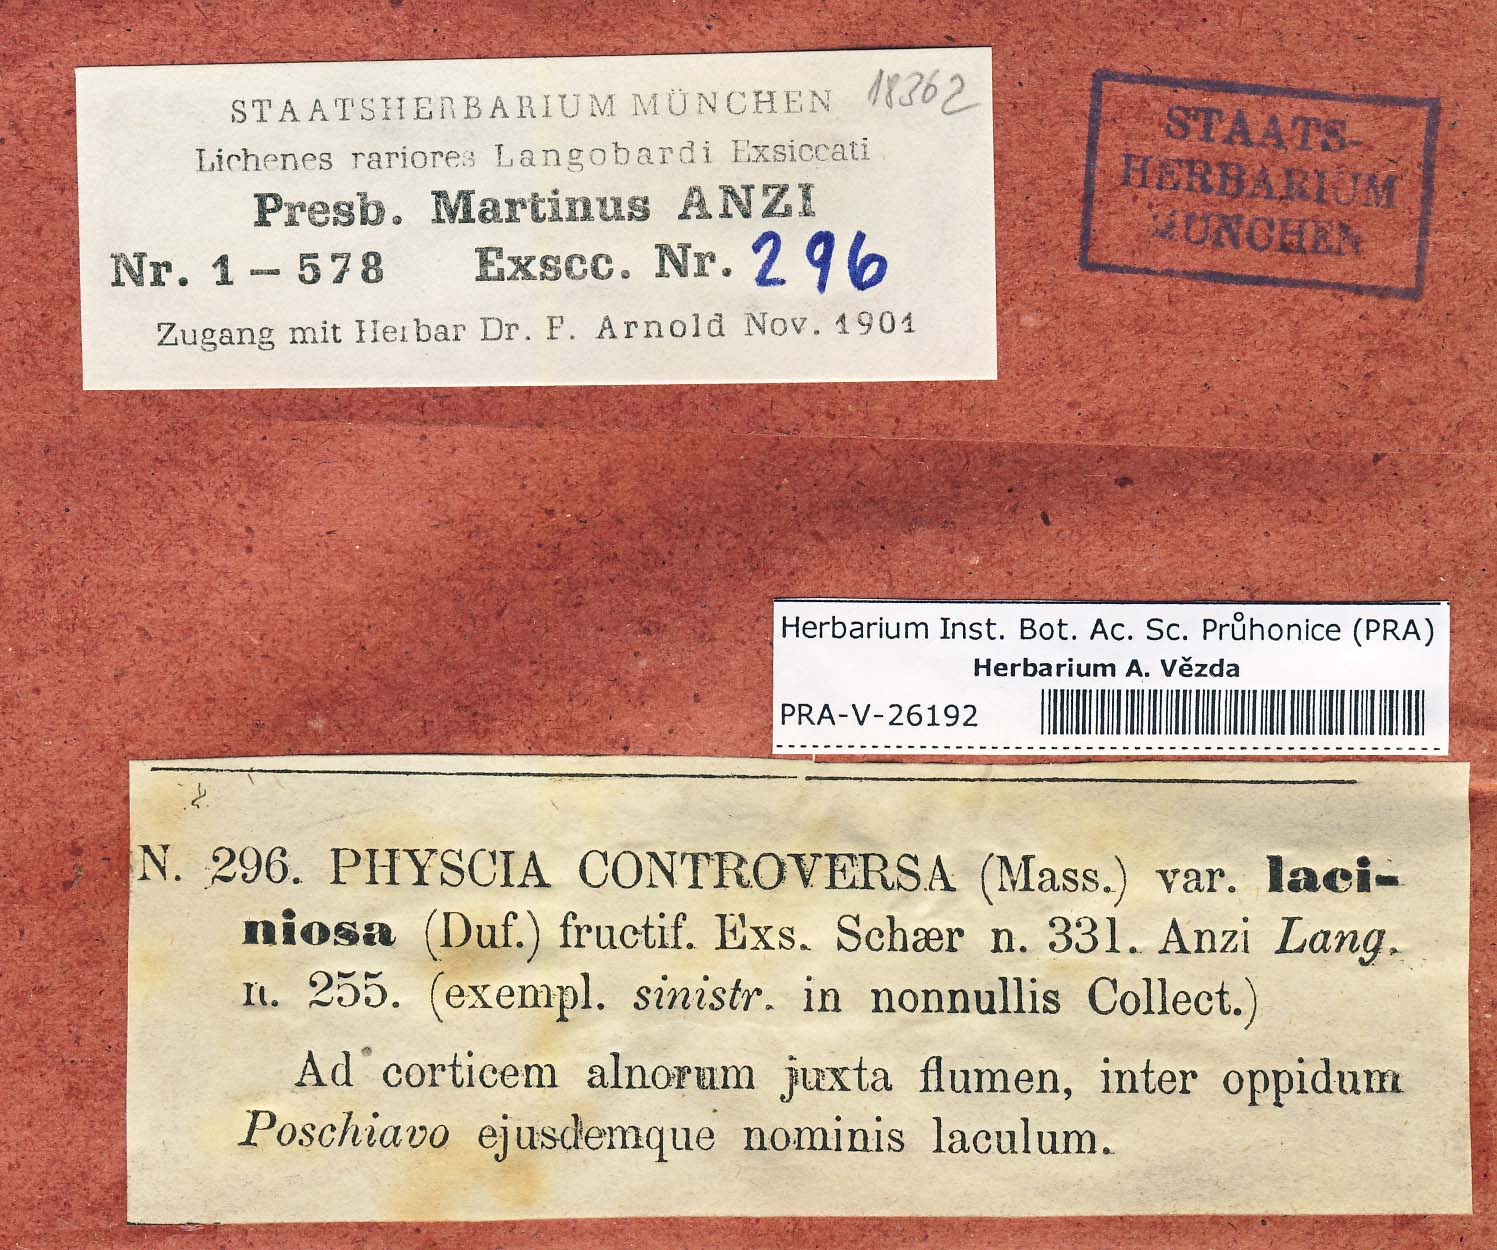 STAATSHERBARIUM MÜNCHEN 18362
Lichenes rariores Langobardi Exsiccati
Presb. Martinus ANZI
Nr. 1 – 578 Exscc. Nr. 296
Zugang mit Herbar Dr. F. Arnold Nov. 1901
STAATS-
HERBARIUM
MÜNCHEN
Herbarium Inst. Bot. Ac. Sc. Průhonice (PRA)
Herbarium A. Vězda
PRA-V-26192
N. 296. PHYSCIA CONTROVERSA (Mass.) var. laci-
niosa (Duf.) fructif. Exs. Schær n. 331. Anzi Lang.
n. 255. (exempl. sinistr. in nonnullis Collect.)
Ad corticem alnorum juxta flumen, inter oppidum
Poschiavo ejusdemque nominis laculum.